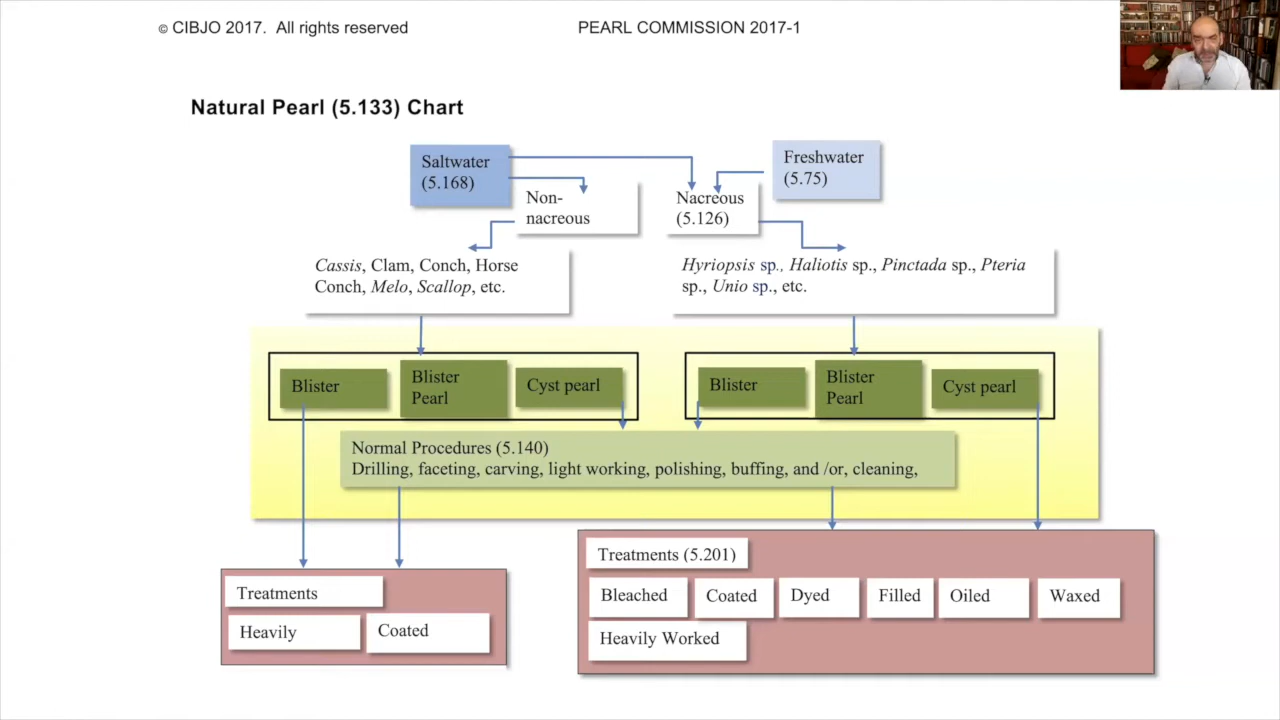 © CIBJO 2017. All rights reserved
PEARL COMMISSION 2017-1
Natural Pearl (5.133) Chart
Saltwater
(5.168)
Freshwater
(5.75)
Non-
nacreous
Nacreous
(5.126)
Cassis, Clam, Conch, Horse
Conch, Melo, Scallop, etc.
Hyriopsis sp., Haliotis sp., Pinctada sp., Pteria
sp., Unio sp., etc.
Blister
Blister
Pearl
Cyst pearl
Blister
Blister
Pearl
Cyst pearl
Normal Procedures (5.140)
Drilling, faceting, carving, light working, polishing, buffing, and /or, cleaning,
Treatments
Heavily
Coated
Treatments (5.201)
Bleached
Coated
Dyed
Filled
Oiled
Waxed
Heavily Worked